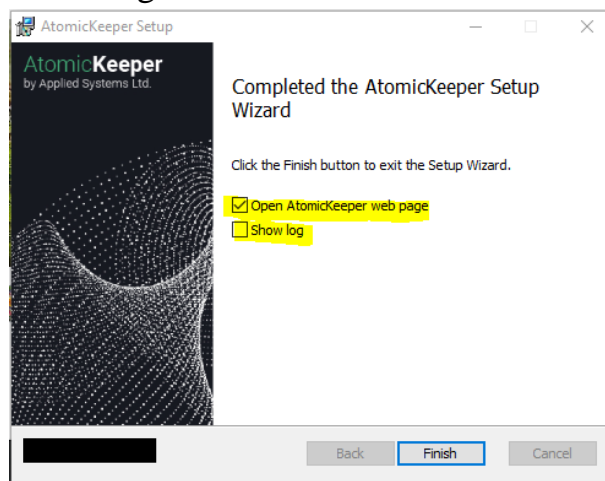 AtomicKeeper Setup
AtomicKeeper
by Applied Systems Ltd.
Completed the AtomicKeeper Setup
Wizard
Click the Finish button to exit the Setup Wizard.
Open AtomicKeeper web page
Show log
Back Finish Cancel